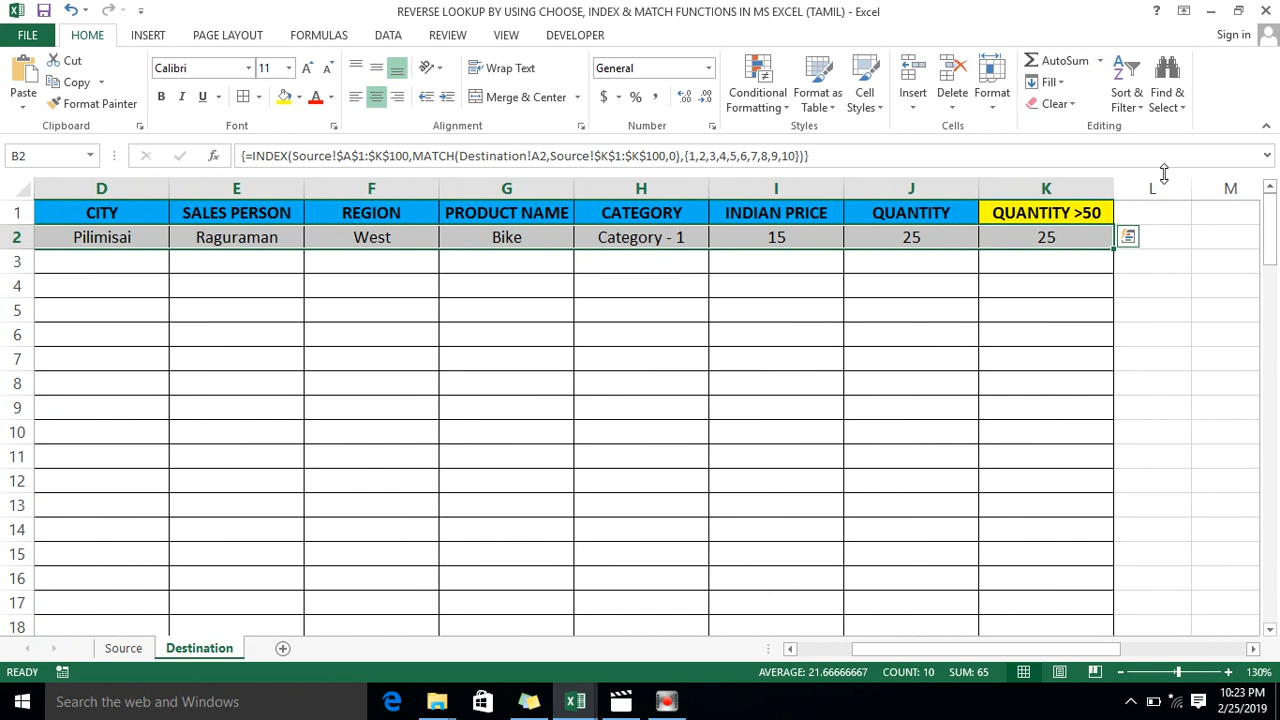 REVERSE LOOKUP BY USING CHOOSE, INDEX & MATCH FUNCTIONS IN MS EXCEL (TAMIL) - Excel
FILE HOME INSERT PAGE LAYOUT FORMULAS DATA REVIEW VIEW DEVELOPER Sign in
Paste Cut Copy Format Painter Clipboard
Calibri 11 B I U Font
Wrap Text Merge & Center Alignment
General $ % , Number
Conditional Formatting Format as Table Cell Styles Styles
Insert Delete Format Cells
AutoSum Fill Clear Sort & Filter Find & Select Editing
B2 fx {=INDEX(Source!$A$1:$K$100,MATCH(Destination!A2,Source!$K$1:$K$100,0),{1,2,3,4,5,6,7,8,9,10})}
D E F G H I J K L M
1 CITY SALES PERSON REGION PRODUCT NAME CATEGORY INDIAN PRICE QUANTITY QUANTITY >50
2 Pilimisai Raguraman West Bike Category - 1 15 25 25
3
4
5
6
7
8
9
10
11
12
13
14
15
16
17
18
Source Destination
READY AVERAGE: 21.66666667 COUNT: 10 SUM: 65 130%
Search the web and Windows 10:23 PM
2/25/2019